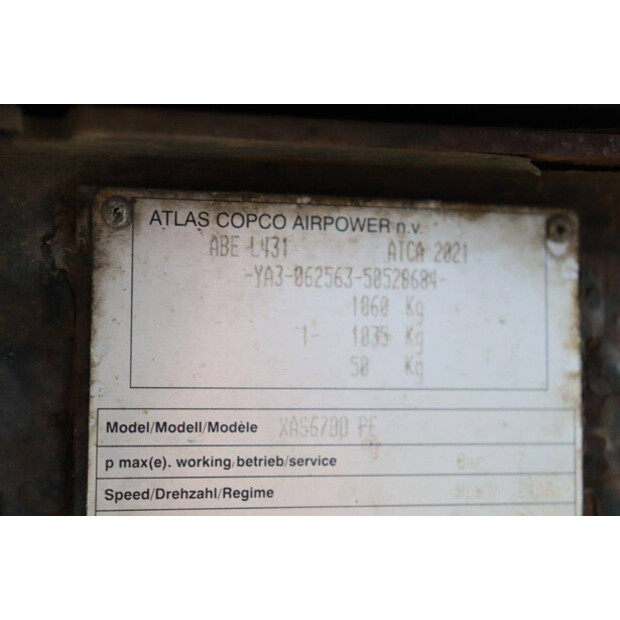 ATLAS COPCO AIRPOWER n.v.
ABE L431 ATCA 2021
-YA3-062563-50528684-
1060 Kg
1- 1035 Kg
50 Kg
Model/Modell/Modèle XAS67DD PE
p max(e). working/betrieb/service Bar
Speed/Drehzahl/Regime